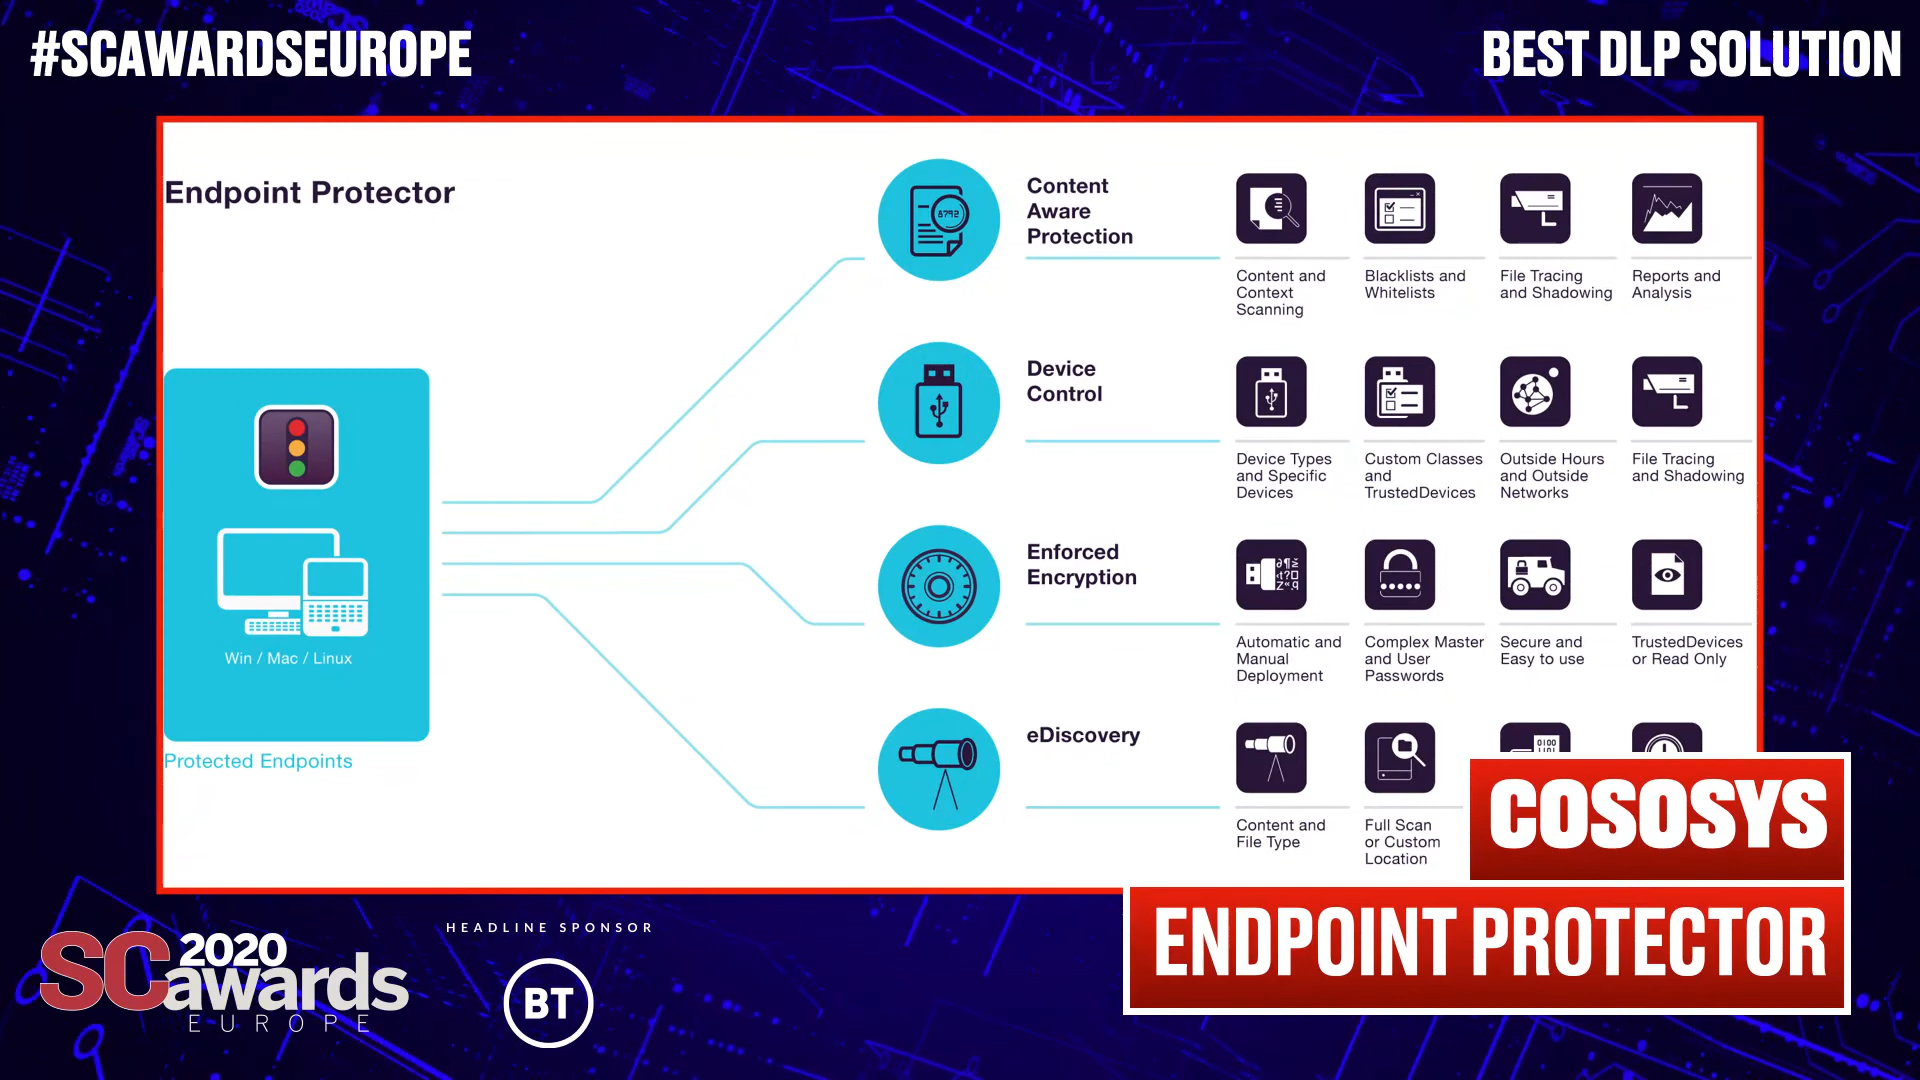 #SCAWARDSEUROPE
BEST DLP SOLUTION
Endpoint Protector
Win / Mac / Linux
Protected Endpoints
Content
Aware
Protection
Content and
Context
Scanning
Blacklists and
Whitelists
File Tracing
and Shadowing
Reports and
Analysis
Device
Control
Device Types
and Specific
Devices
Custom Classes
and
TrustedDevices
Outside Hours
and Outside
Networks
File Tracing
and Shadowing
Enforced
Encryption
Automatic and
Manual
Deployment
Complex Master
and User
Passwords
Secure and
Easy to use
TrustedDevices
or Read Only
eDiscovery
Content and
File Type
Full Scan
or Custom
Location
COSOSYS
ENDPOINT PROTECTOR
SC 2020
awards
EUROPE
HEADLINE SPONSOR
BT